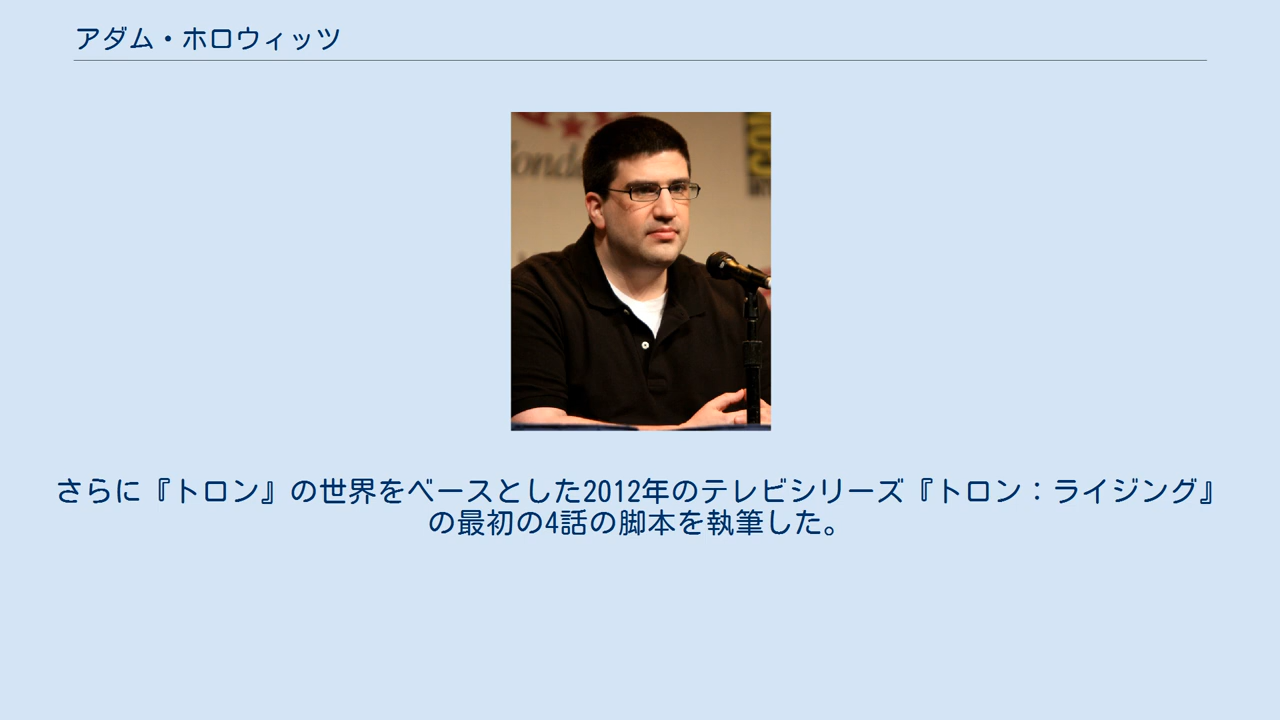 アダム・ホロウィッツ
さらに『トロン』の世界をベースとした2012年のテレビシリーズ『トロン：ライジング』
の最初の4話の脚本を執筆した。